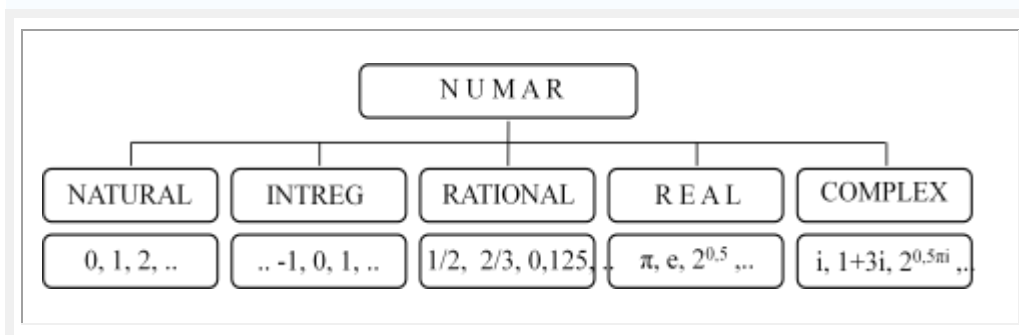 N U M A R
NATURAL INTREG RATIONAL R E A L COMPLEX
0, 1, 2, .. .. -1, 0, 1, .. 1/2, 2/3, 0,125, .. π, e, 2^0,5 ,.. i, 1+3i, 2^0,5πi ,..